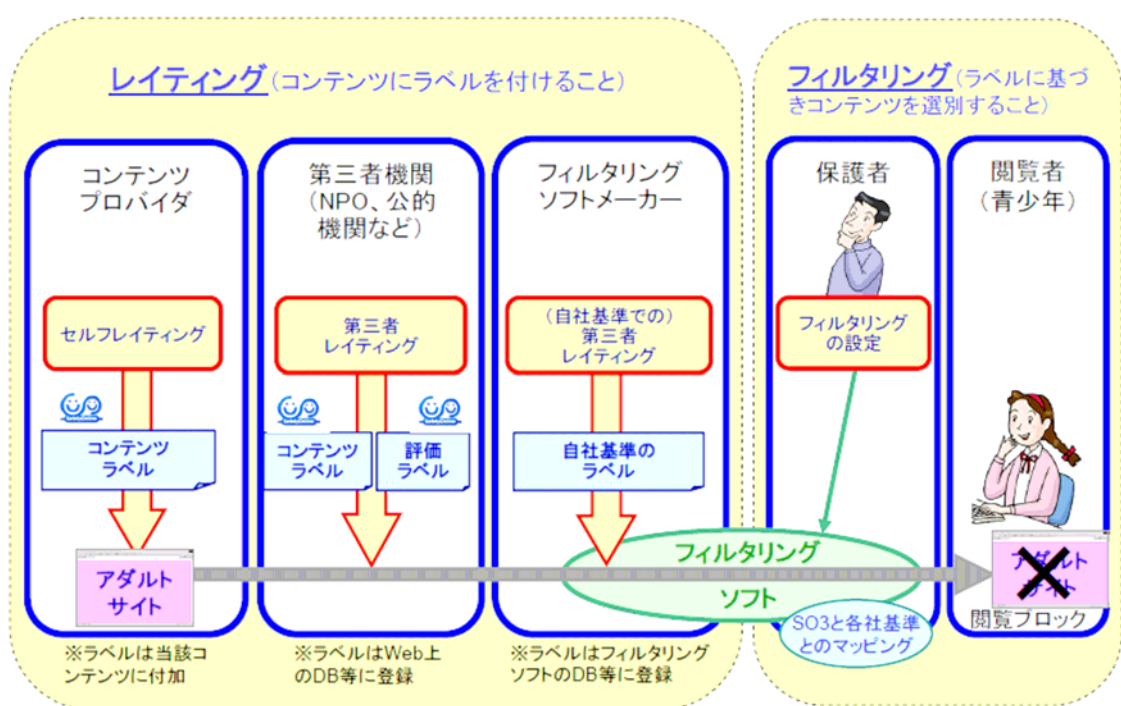 レイティング(コンテンツにラベルを付けること)
フィルタリング(ラベルに基づ
きコンテンツを選別すること)
コンテンツ
プロバイダ
第三者機関
(NPO、公的
機関など)
フィルタリング
ソフトメーカー
保護者
閲覧者
(青少年)
セルフレイティング
第三者
レイティング
(自社基準での)
第三者
レイティング
フィルタリング
の設定
コンテンツ
ラベル
コンテンツ
ラベル
評価
ラベル
自社基準の
ラベル
アダルト
サイト
フィルタリング
ソフト
SO3と各社基準
とのマッピング
アダルト
サイト
閲覧ブロック
※ラベルは当該コ
ンテンツに付加
※ラベルはWeb上
のDB等に登録
※ラベルはフィルタリング
ソフトのDB等に登録